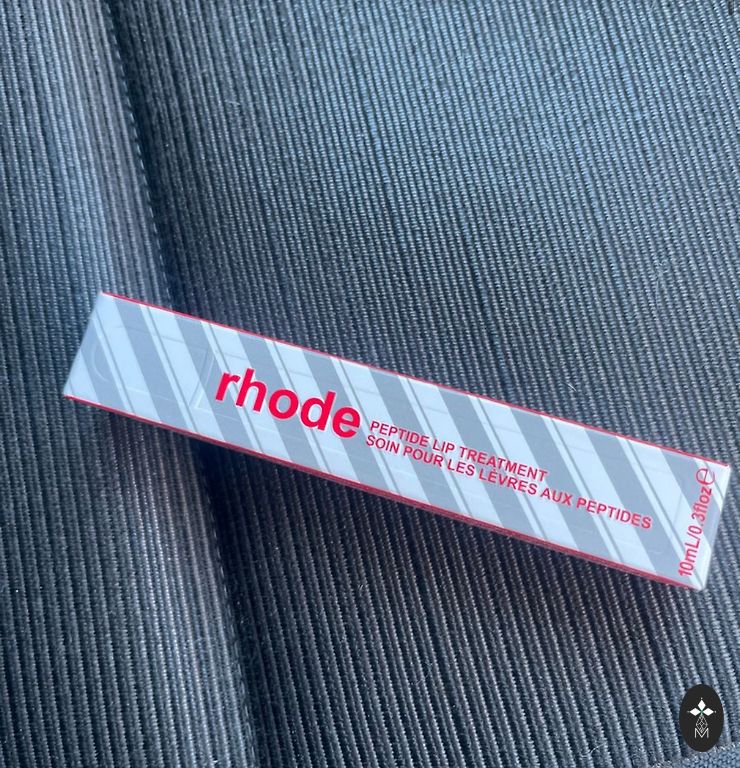 rhode
PEPTIDE LIP TREATMENT
SOIN POUR LES LÈVRES AUX PEPTIDES
10mL/0.3floz℮
M